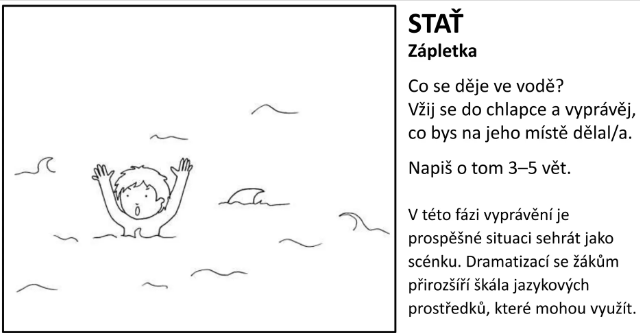 STAŤ
Zápletka
Co se děje ve vodě?
Vžij se do chlapce a vyprávěj,
co bys na jeho místě dělal/a.
Napiš o tom 3–5 vět.
V této fázi vyprávění je
prospěšné situaci sehrát jako
scénku. Dramatizací se žákům
přirozšíří škála jazykových
prostředků, které mohou využít.